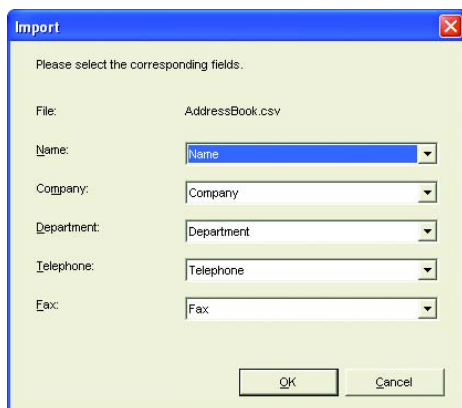 Import
Please select the corresponding fields.
File: AddressBook.csv
Name: Name
Company: Company
Department: Department
Telephone: Telephone
Fax: Fax
OK Cancel